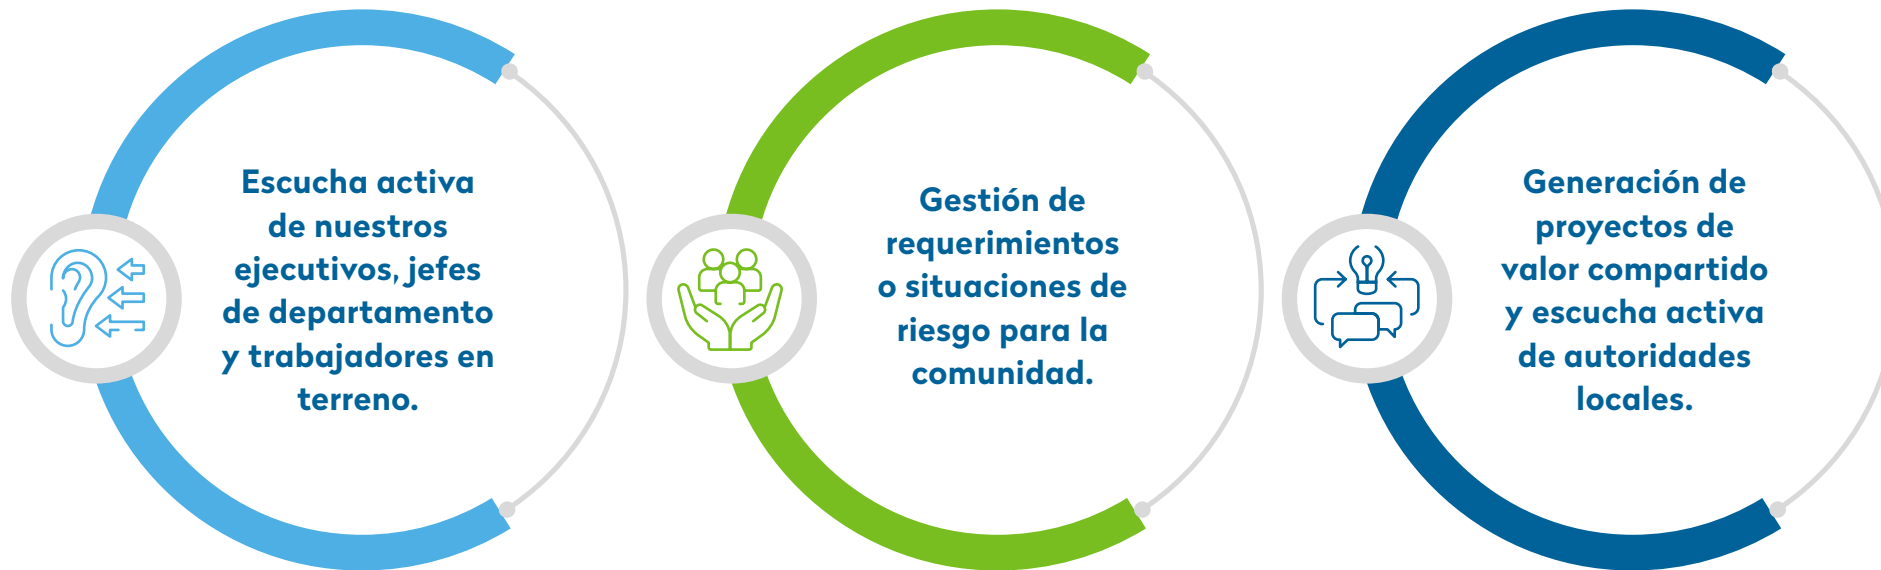 Escucha activa
de nuestros
ejecutivos, jefes
de departamento
y trabajadores en
terreno.
Gestión de
requerimientos
o situaciones de
riesgo para la
comunidad.
Generación de
proyectos de
valor compartido
y escucha activa
de autoridades
locales.